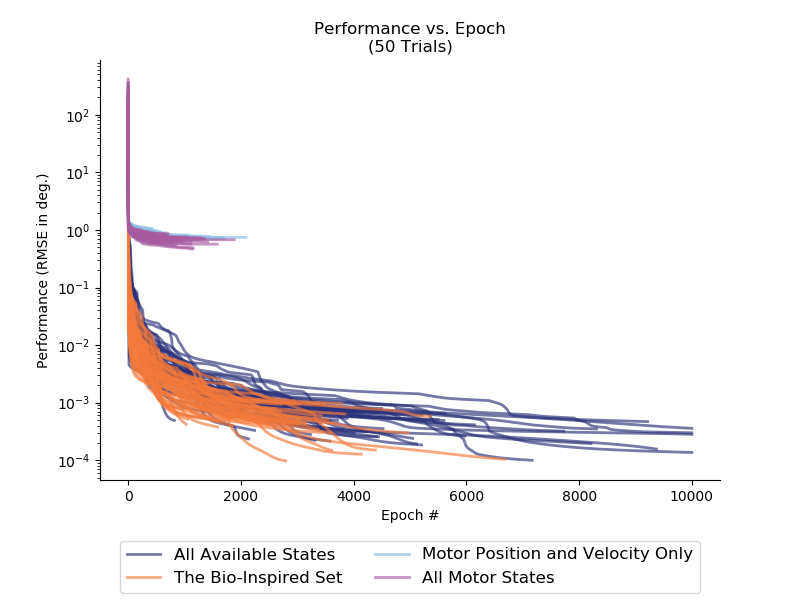 Performance vs. Epoch
(50 Trials)
Performance (RMSE in deg.)
10²
10¹
10⁰
10⁻¹
10⁻²
10⁻³
10⁻⁴
0 2000 4000 6000 8000 10000
Epoch #
All Available States Motor Position and Velocity Only
The Bio-Inspired Set All Motor States